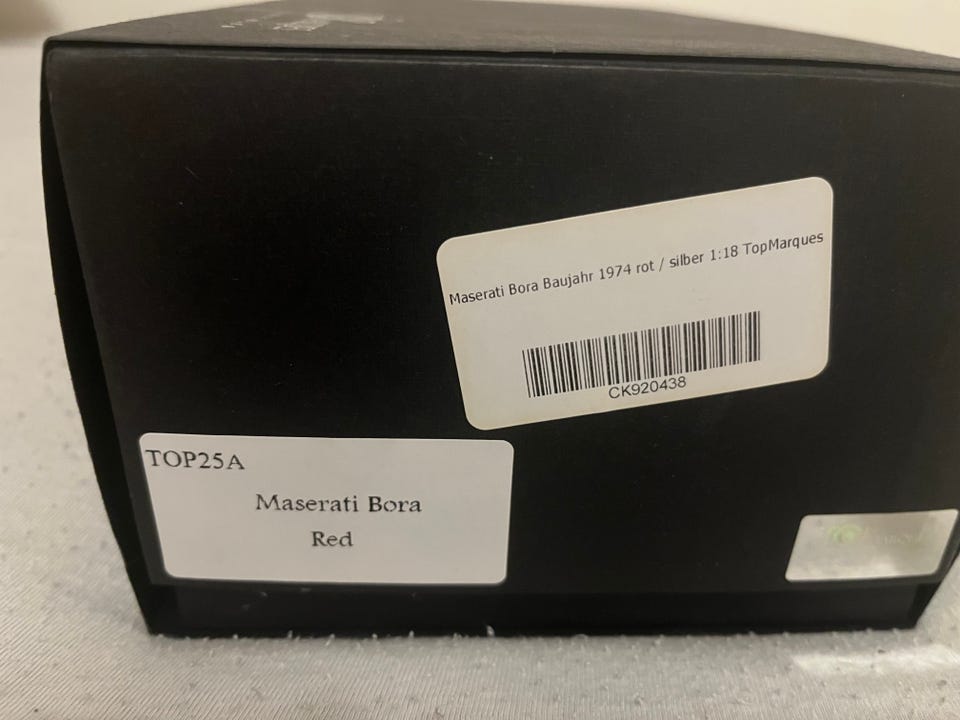 Maserati Bora Baujahr 1974 rot / silber 1:18 TopMarques
CK920438
TOP25A
Maserati Bora
Red